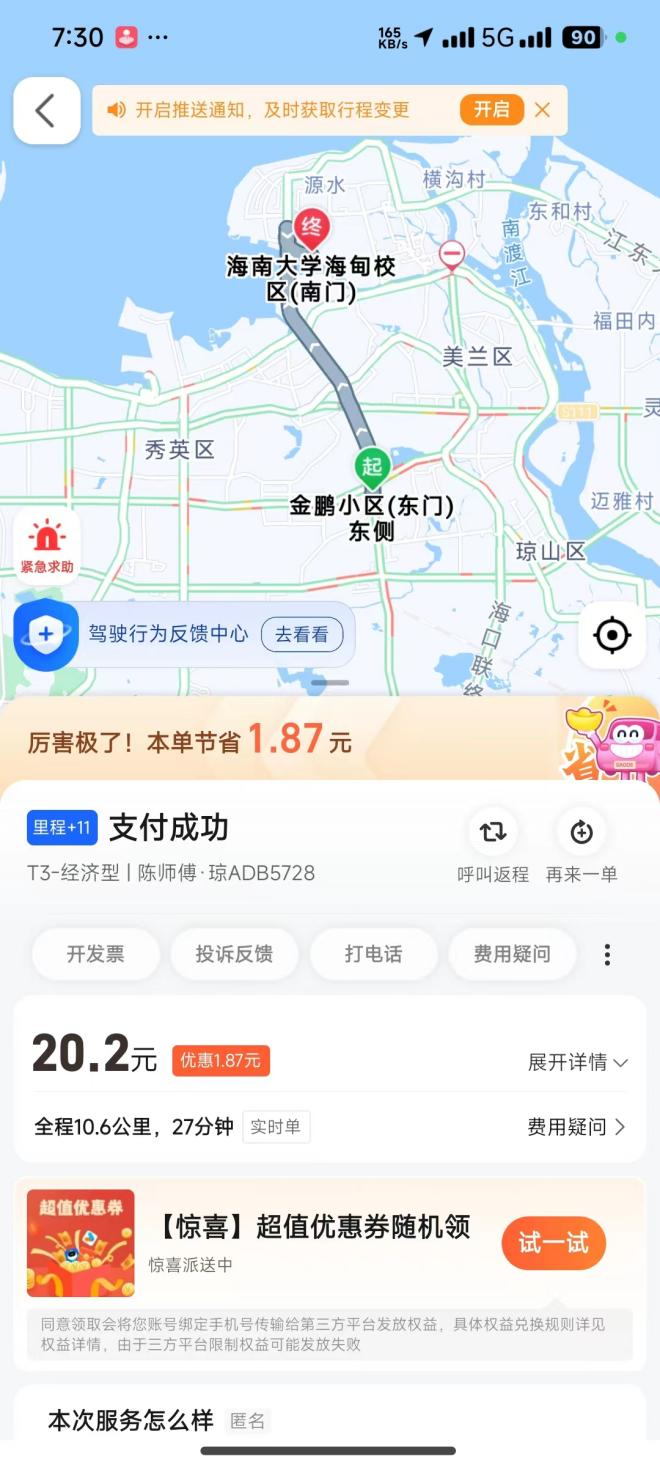 7:30 ··· 165 KB/s 5G 90
开启推送通知，及时获取行程变更 开启
源水
横沟村
东和村
南渡江
江东
终
海南大学海甸校
区(南门)
福田内
美兰区
S111
灵
秀英区
起
金鹏小区(东门)
东侧
迈雅村
琼山区
紧急求助
海口联络
驾驶行为反馈中心 去看看
厉害极了！本单节省1.87元
省
GAODE
里程+11 支付成功
T3-经济型 | 陈师傅·琼ADB5728
呼叫返程 再来一单
开发票 投诉反馈 打电话 费用疑问
20.2元 优惠1.87元 展开详情
全程10.6公里，27分钟 实时单 费用疑问
超值优惠券
【惊喜】超值优惠券随机领
惊喜派送中
试一试
同意领取会将您账号绑定手机号传输给第三方平台发放权益，具体权益兑换规则详见
权益详情，由于三方平台限制权益可能发放失败
本次服务怎么样 匿名